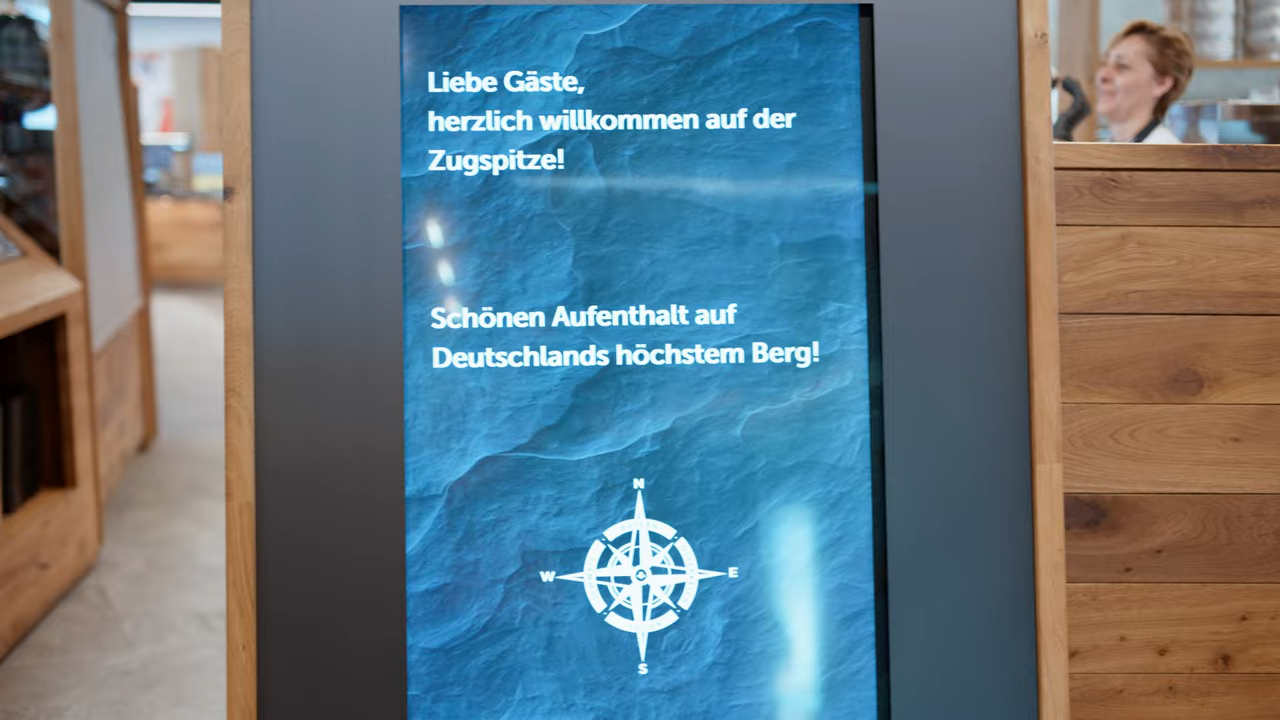 Liebe Gäste,
herzlich willkommen auf der
Zugspitze!
Schönen Aufenthalt auf
Deutschlands höchstem Berg!
N
W
E
S